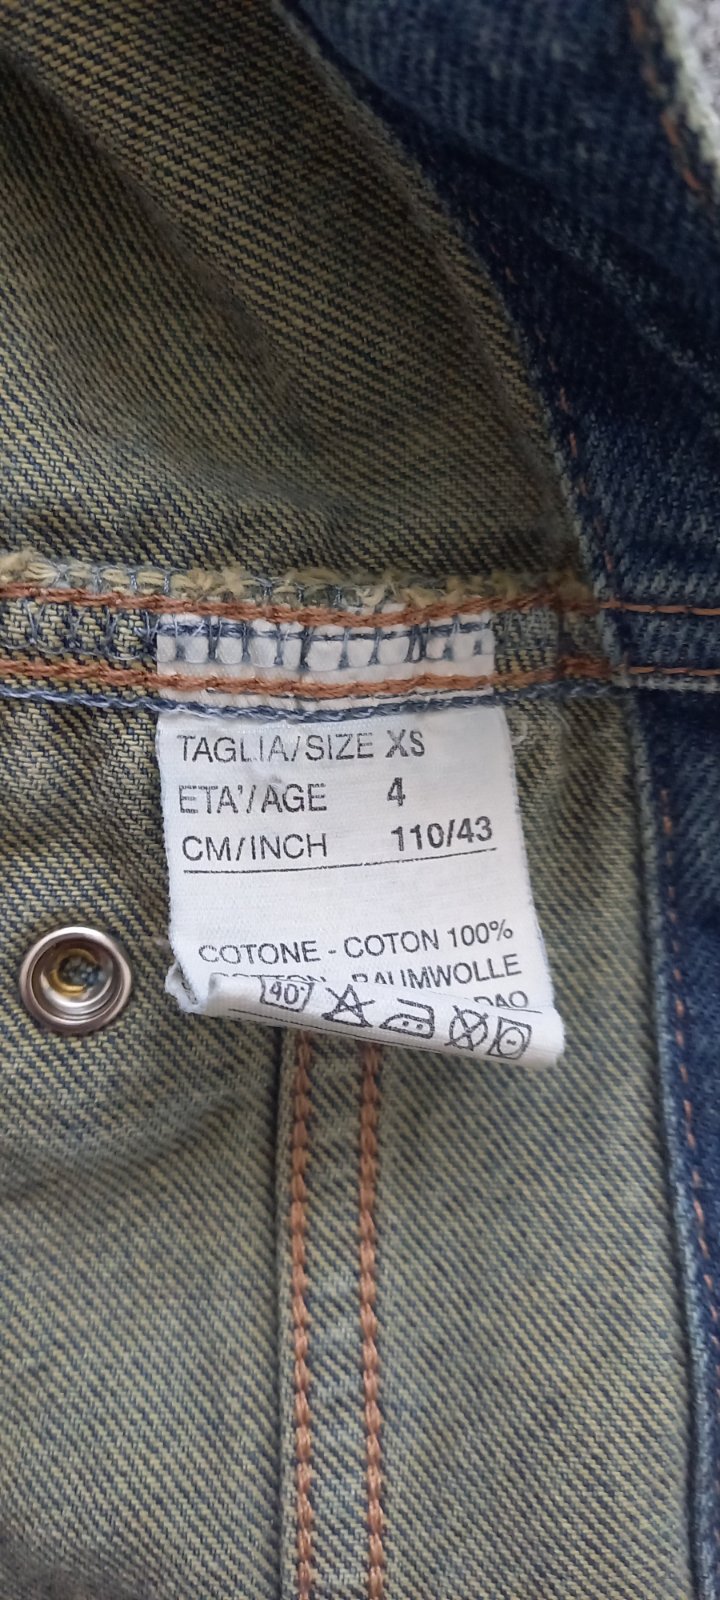 TAGLIA/SIZE XS
ETA'/AGE 4
CM/INCH 110/43
COTONE - COTON 100%
BAUMWOLLE
40°